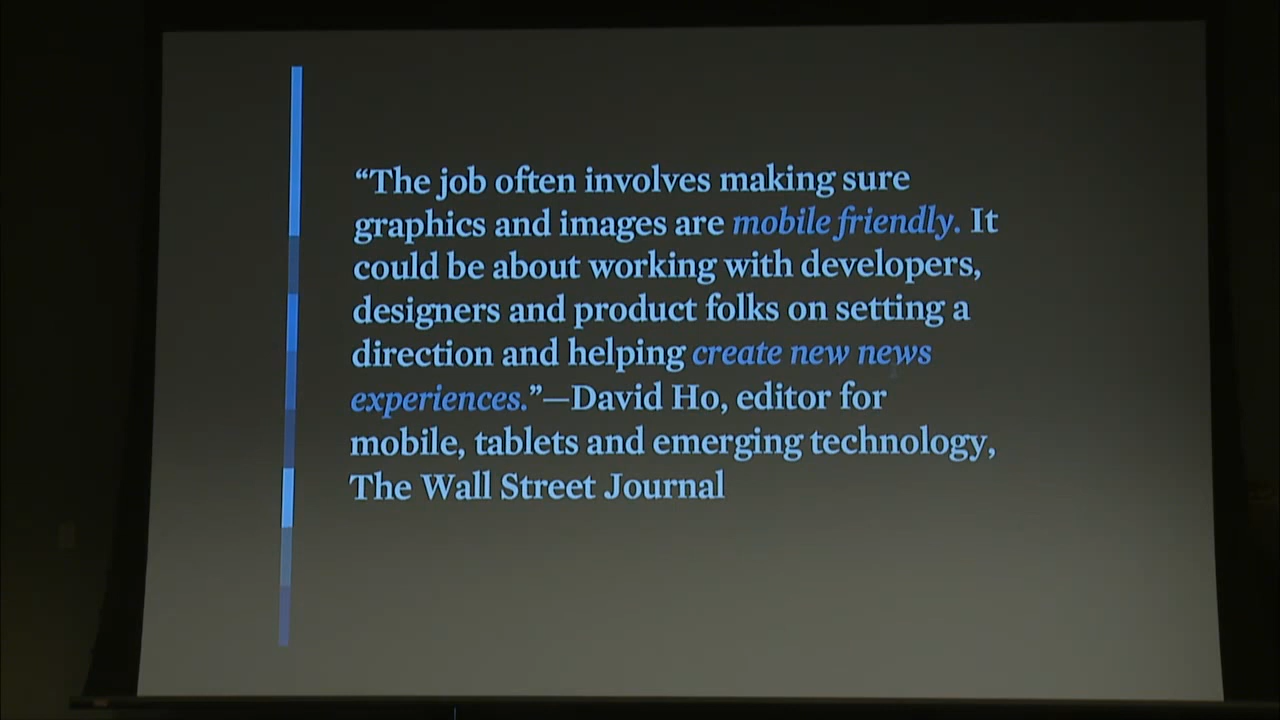 “The job often involves making sure
graphics and images are mobile friendly. It
could be about working with developers,
designers and product folks on setting a
direction and helping create new news
experiences.”—David Ho, editor for
mobile, tablets and emerging technology,
The Wall Street Journal